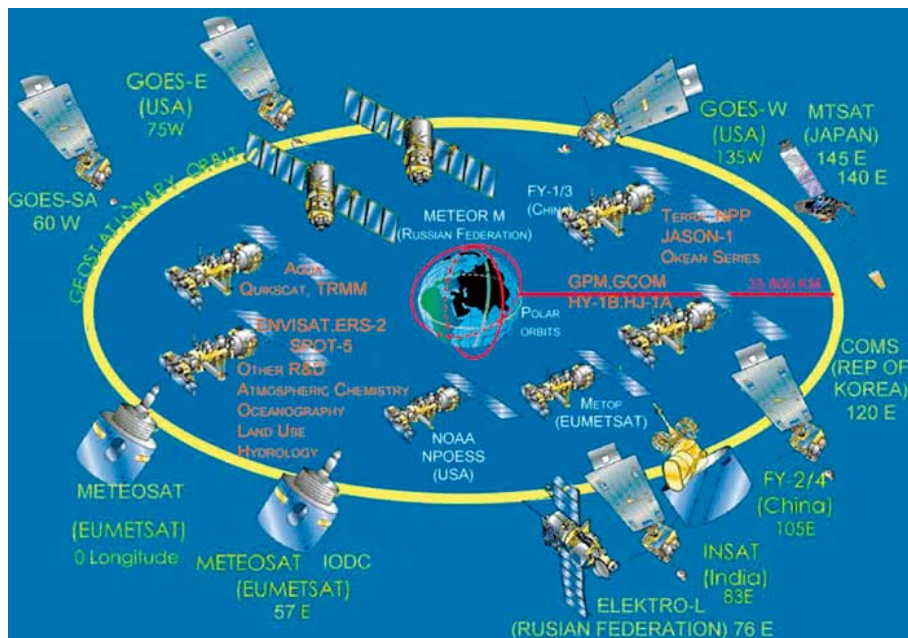 GOES-E
(USA)
75W
GOES-W
(USA)
135W
MTSAT
(JAPAN)
145 E
140 E
GOES-SA
60 W
GEOSTATIONARY ORBIT
METEOR M
(RUSSIAN FEDERATION)
FY-1/3
(CHINA)
TERRA, NPP
JASON-1
OKEAN SERIES
AQUA
QUIKSCAT, TRMM
GPM,GCOM
HY-1B.HJ-1A
35 800 KM
POLAR
ORBITS
ENVISAT,ERS-2
SPOT-5
OTHER R&D
ATMOSPHERIC CHEMISTRY
OCEANOGRAPHY
LAND USE
HYDROLOGY
COMS
(REP OF
KOREA)
120 E
METOP
(EUMETSAT)
NOAA
NPOESS
(USA)
METEOSAT
(EUMETSAT)
0 Longitude
METEOSAT IODC
(EUMETSAT)
57 E
FY-2/4
(China)
105E
INSAT
(India)
83E
ELEKTRO-L
(RUSIAN FEDERATION) 76 E